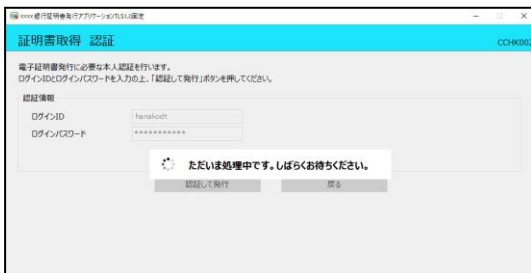 xxxx銀行証明書発行アプリケーションTLS1.0固定
証明書取得 認証
CCHK002
電子証明書発行に必要な本人認証を行います。
ログインIDとログインパスワードを入力の上、「認証して発行」ボタンを押してください。
認証情報
ログインID
hanakodt
ログインパスワード
***********
ただいま処理中です。しばらくお待ちください。
認証して発行
戻る